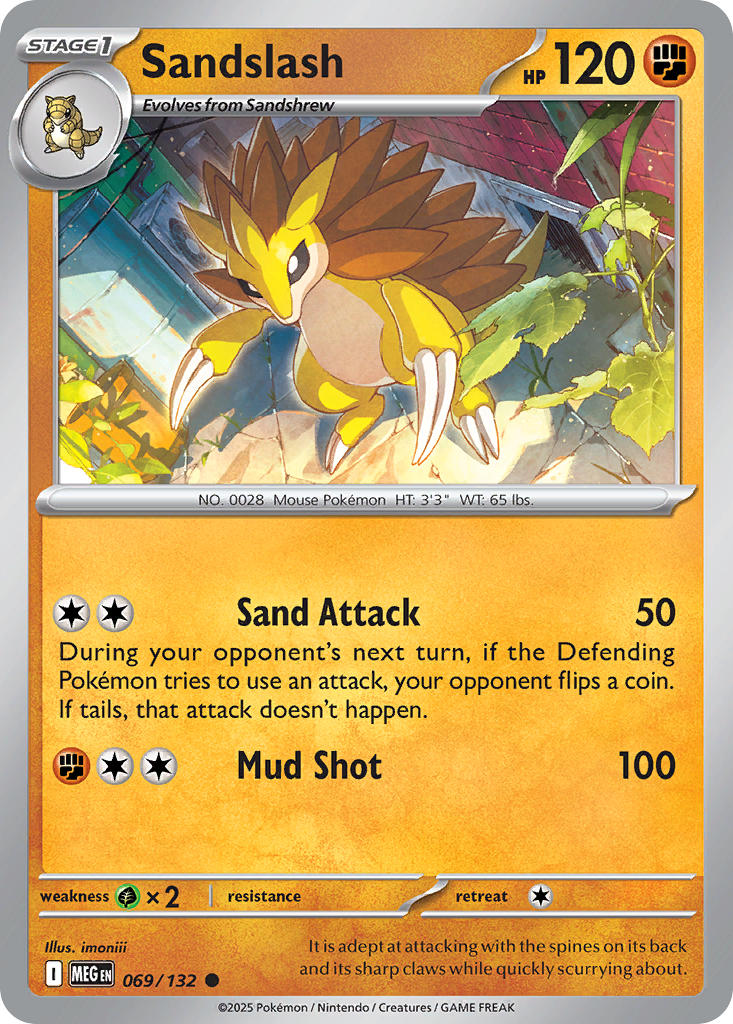 STAGE1
Sandslash
HP 120
Evolves from Sandshrew
NO. 0028 Mouse Pokémon HT: 3'3" WT: 65 lbs.
Sand Attack 50
During your opponent's next turn, if the Defending
Pokémon tries to use an attack, your opponent flips a coin.
If tails, that attack doesn't happen.
Mud Shot 100
weakness ×2 resistance retreat
Illus. imoniii
It is adept at attacking with the spines on its back
and its sharp claws while quickly scurrying about.
I MEG EN 069/132
©2025 Pokémon / Nintendo / Creatures / GAME FREAK